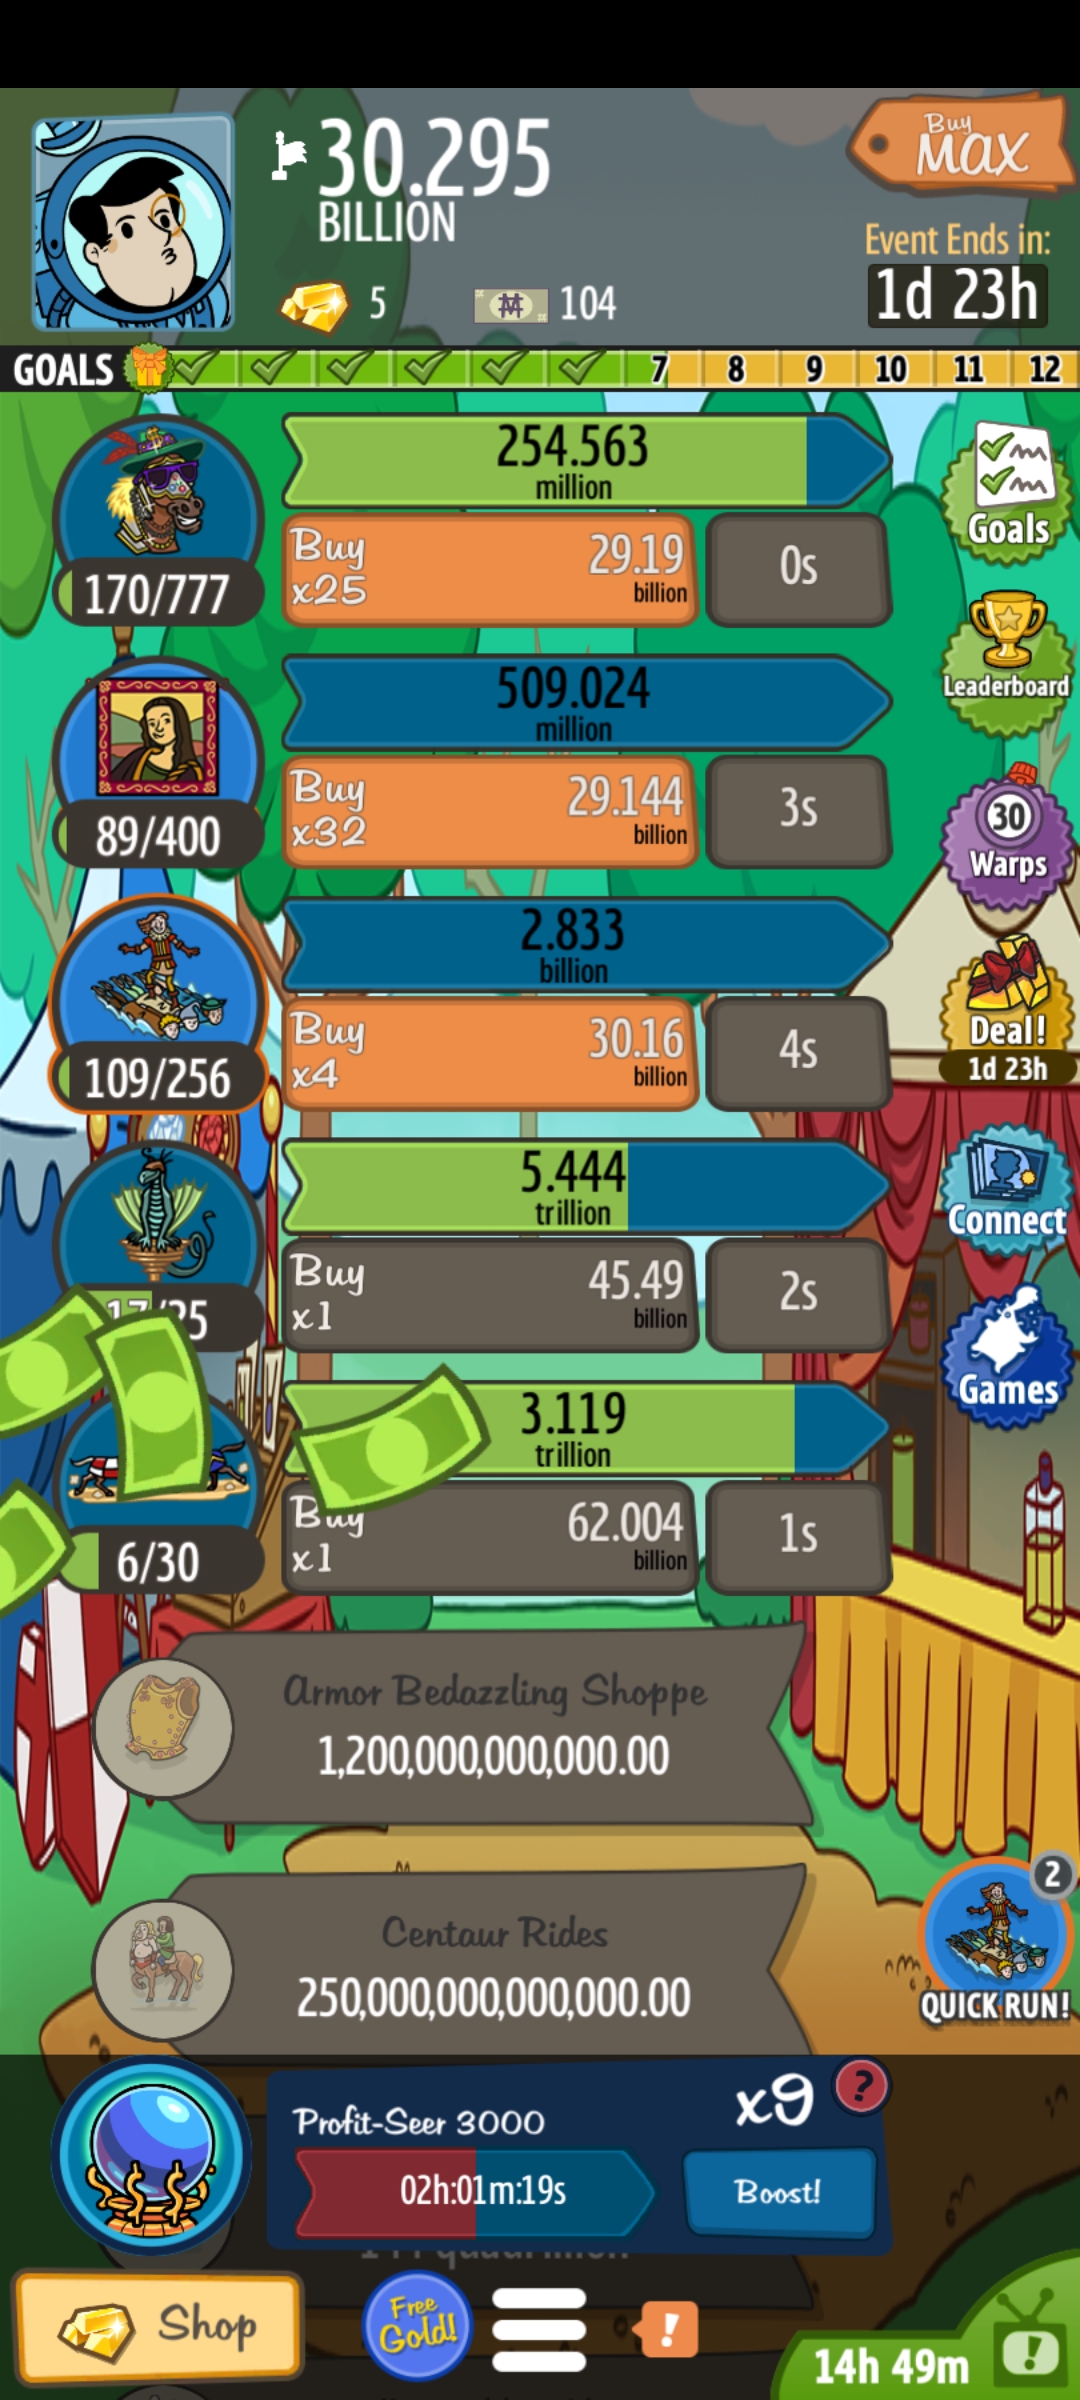 30.295
BILLION
Buy
MAX
5
104
Event Ends in:
1d 23h
GOALS
7 8 9 10 11 12
254.563
million
Goals
Buy
x25
29.19
billion
0s
170/777
Leaderboard
509.024
million
Buy
x32
29.144
billion
3s
89/400
30
Warps
2.833
billion
Buy
x4
30.16
billion
4s
109/256
Deal!
1d 23h
5.444
trillion
Buy
x1
45.49
billion
2s
Connect
3.119
trillion
Games
Buy
x1
62.004
billion
1s
6/30
Armor Bedazzling Shoppe
1,200,000,000,000.00
Centaur Rides
250,000,000,000,000.00
2
QUICK RUN!
Profit-Seer 3000
x9
?
02h:01m:19s
Boost!
Shop
Free
Gold!
!
14h 49m
!